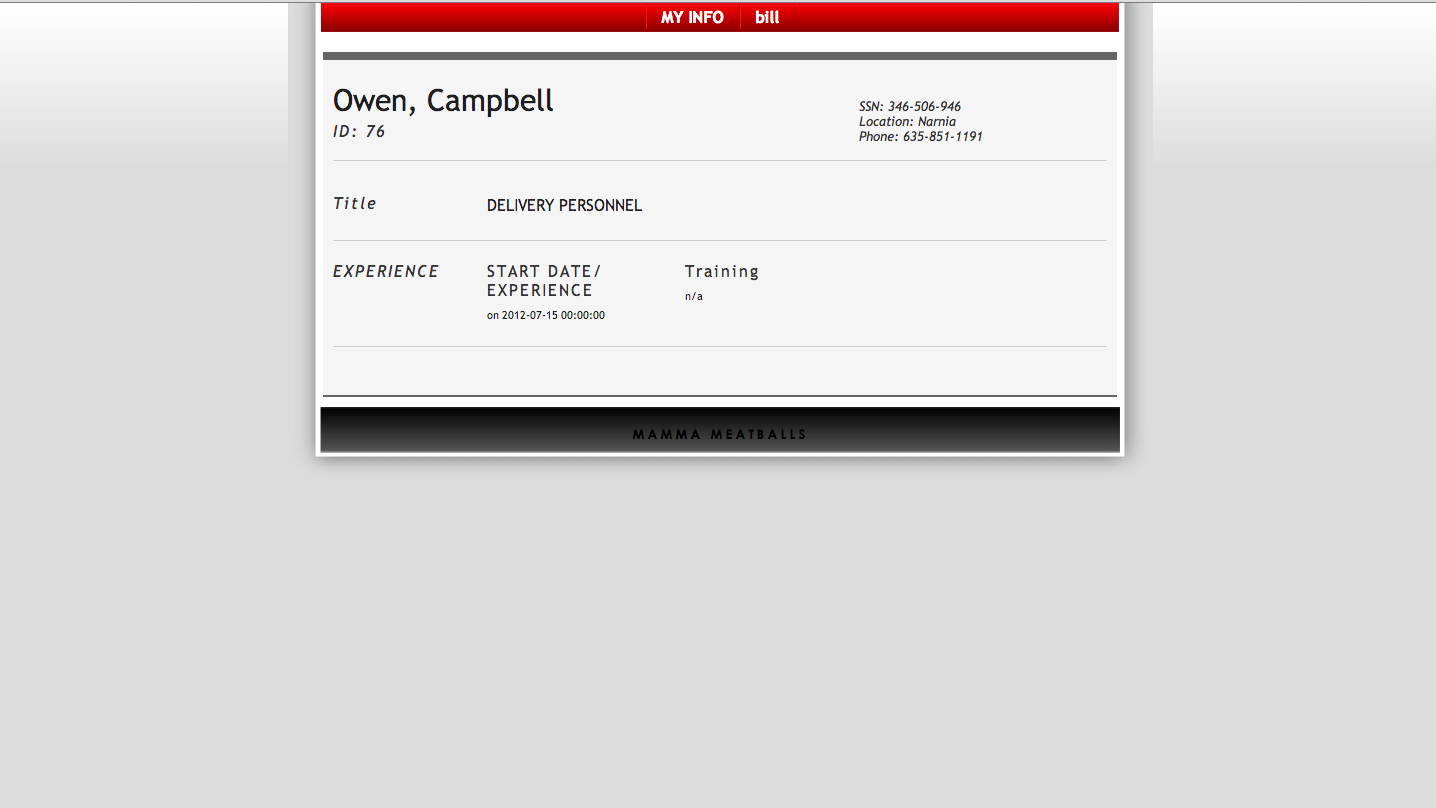 MY INFO bill
Owen, Campbell
ID: 76
SSN: 346-506-946
Location: Narnia
Phone: 635-851-1191
Title
DELIVERY PERSONNEL
EXPERIENCE
START DATE/
EXPERIENCE
on 2012-07-15 00:00:00
Training
n/a
MAMMA MEATBALLS